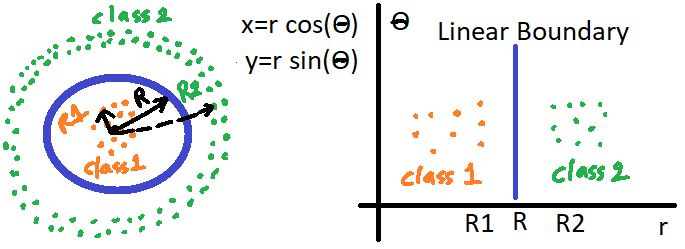 class 2
R1
R
R2
class 1
x=r cos(Θ)
y=r sin(Θ)
Θ
Linear Boundary
class 1
class 2
R1 R R2 r